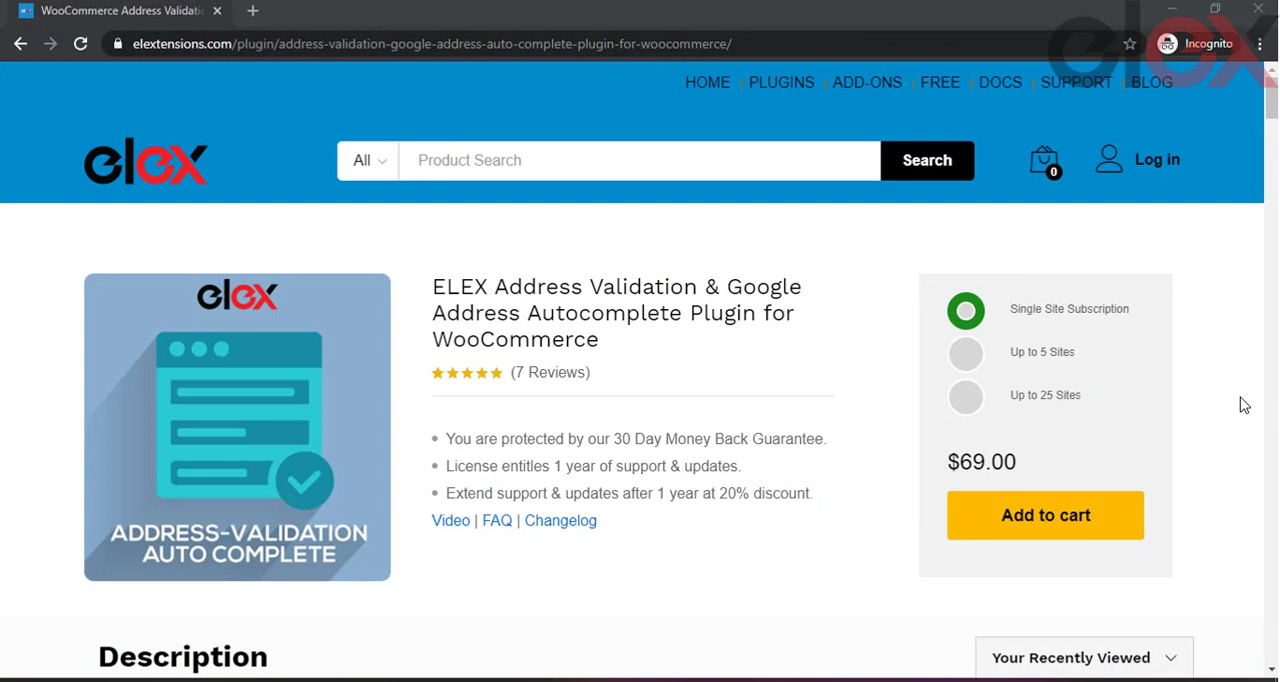 WooCommerce Address Validati
elextensions.com/plugin/address-validation-google-address-auto-complete-plugin-for-woocommerce/
Incognito
elex
HOME | PLUGINS | ADD-ONS | FREE | DOCS | SUPPORT | BLOG
elex
All
Product Search
Search
0
Log in
elex
ADDRESS-VALIDATION
AUTO COMPLETE
ELEX Address Validation & Google
Address Autocomplete Plugin for
WooCommerce
(7 Reviews)
• You are protected by our 30 Day Money Back Guarantee.
• License entitles 1 year of support & updates.
• Extend support & updates after 1 year at 20% discount.
Video | FAQ | Changelog
Single Site Subscription
Up to 5 Sites
Up to 25 Sites
$69.00
Add to cart
Description
Your Recently Viewed